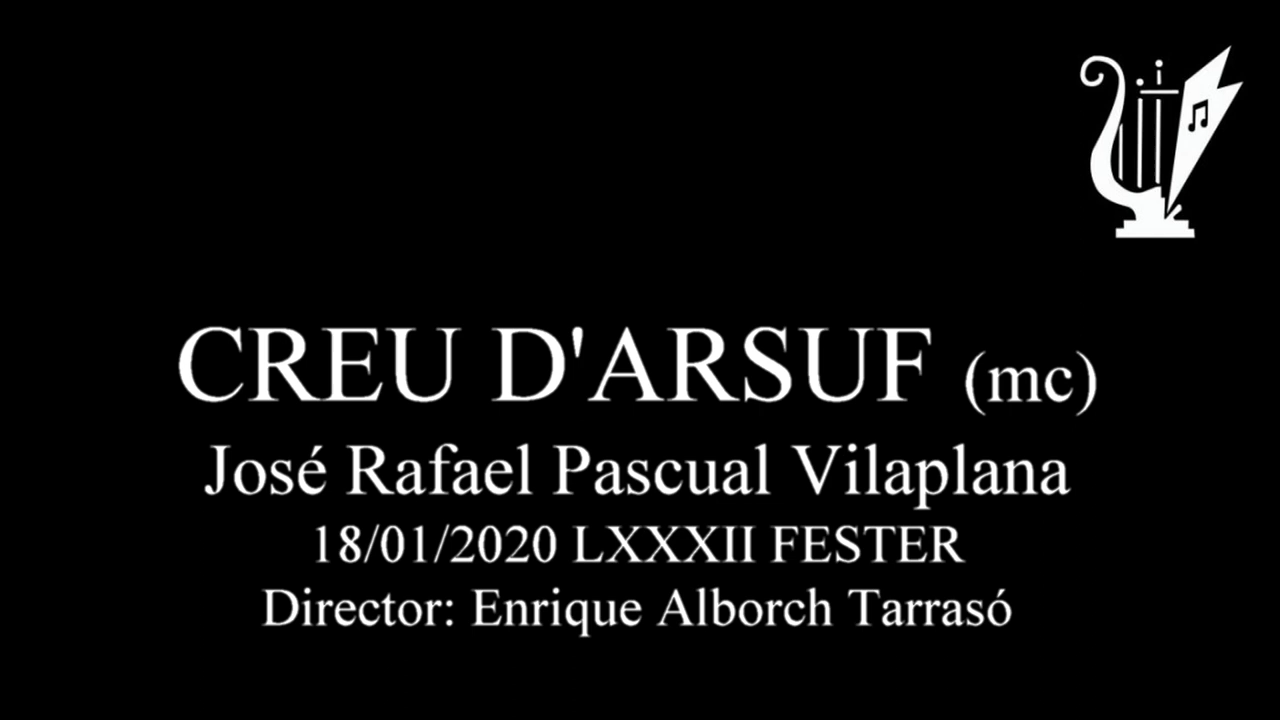 CREU D'ARSUF (mc)
José Rafael Pascual Vilaplana
18/01/2020 LXXXII FESTER
Director: Enrique Alborch Tarrasó